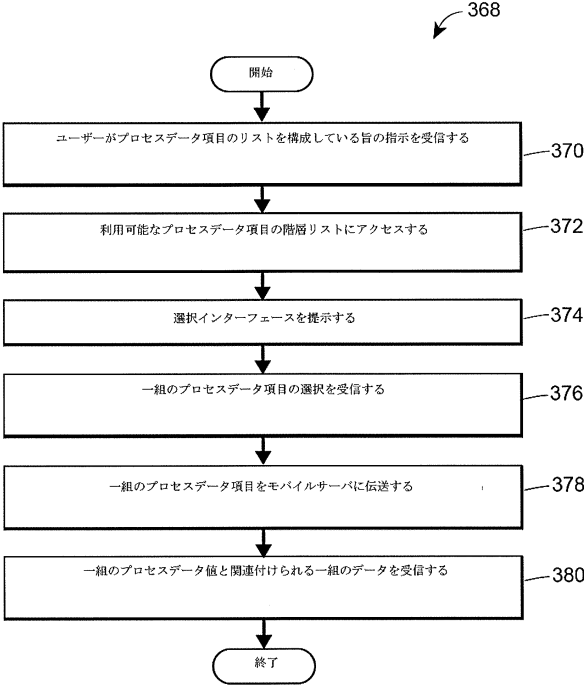 368
開始
ユーザーがプロセスデータ項目のリストを構成している旨の指示を受信する
370
利用可能なプロセスデータ項目の階層リストにアクセスする
372
選択インターフェースを提示する
374
一組のプロセスデータ項目の選択を受信する
376
一組のプロセスデータ項目をモバイルサーバに伝送する
378
一組のプロセスデータ値と関連付けられる一組のデータを受信する
380
終了